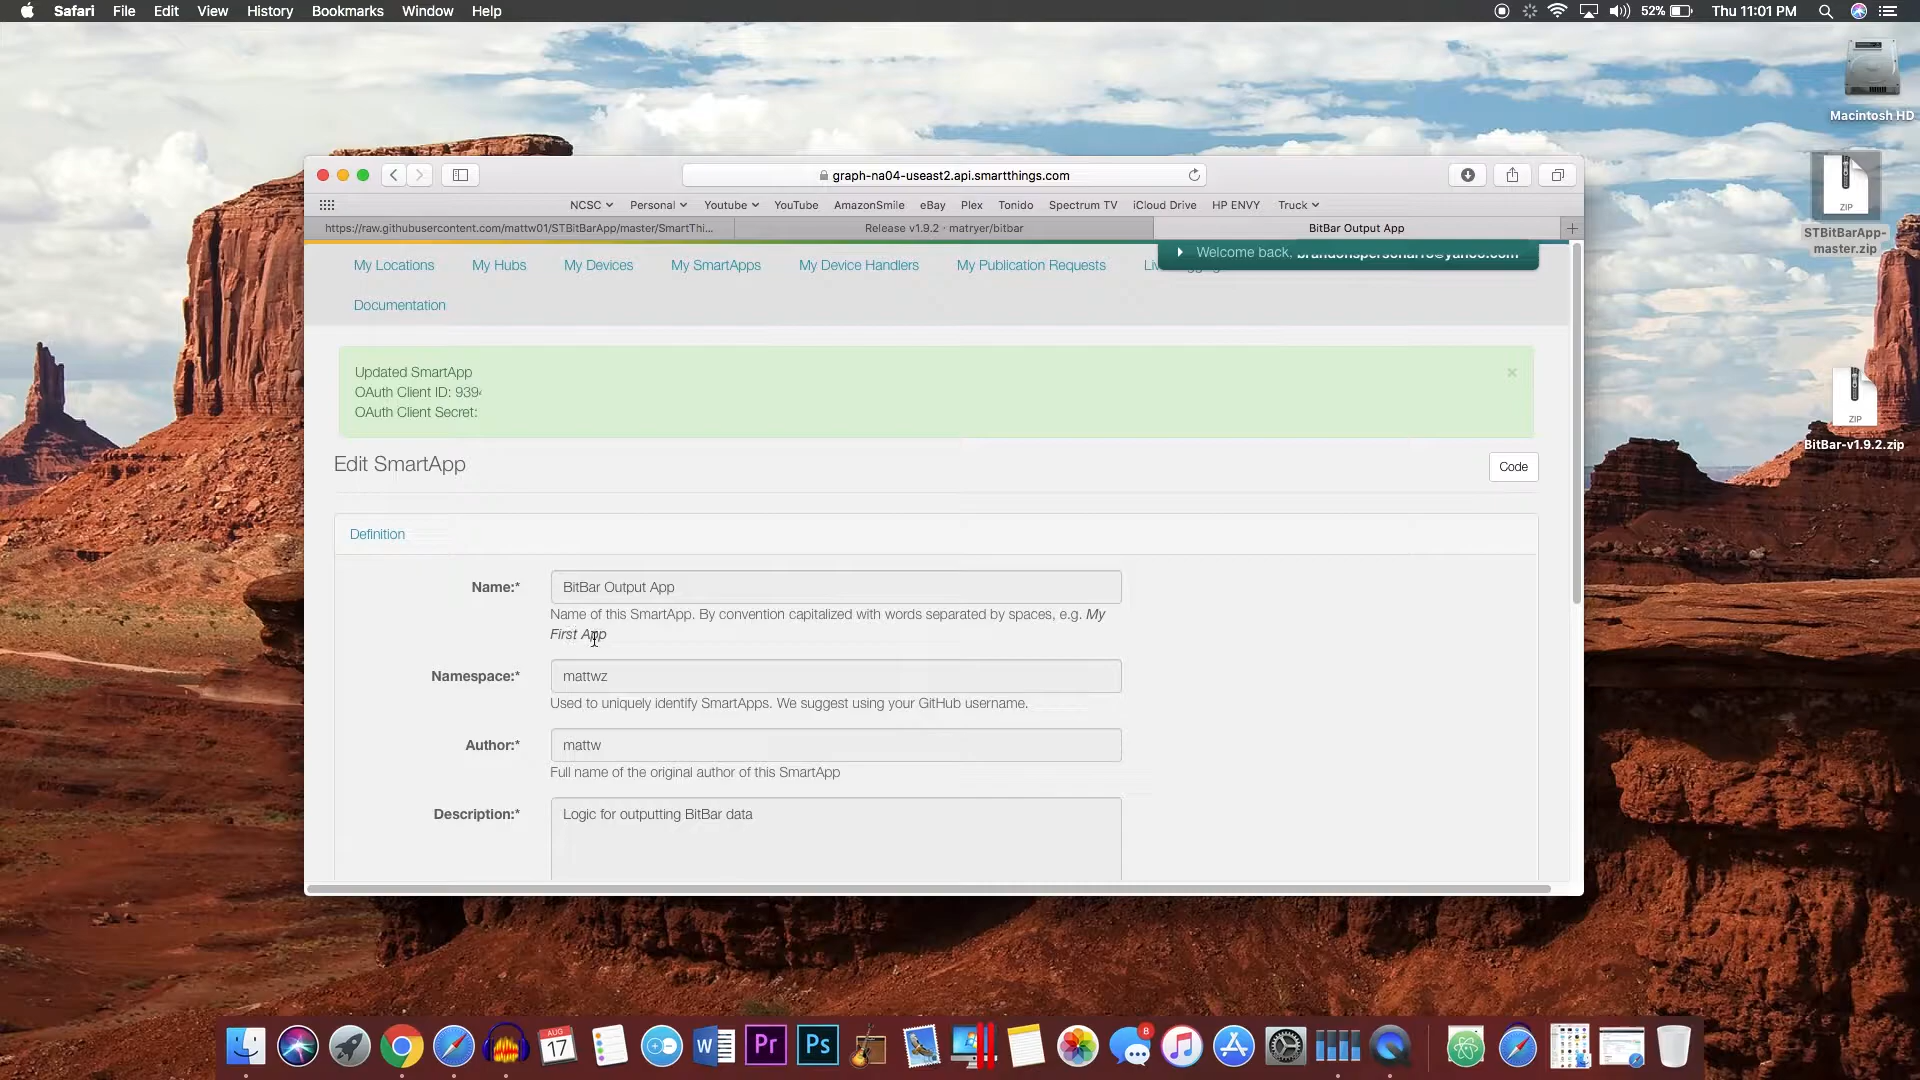 Safari File Edit View History Bookmarks Window Help
52% Thu 11:01 PM
Macintosh HD
ZIP
STBitBarApp-
master.zip
ZIP
BitBar-v1.9.2.zip
graph-na04-useast2.api.smartthings.com
NCSC Personal Youtube YouTube AmazonSmile eBay Plex Tonido Spectrum TV iCloud Drive HP ENVY Truck
https://raw.githubusercontent.com/mattw01/STBitBarApp/master/SmartThi...
Release v1.9.2 · matryer/bitbar
BitBar Output App
Welcome back,
My Locations My Hubs My Devices My SmartApps My Device Handlers My Publication Requests
Documentation
Updated SmartApp
OAuth Client ID: 939
OAuth Client Secret:
×
Edit SmartApp
Code
Definition
Name:* BitBar Output App
Name of this SmartApp. By convention capitalized with words separated by spaces, e.g. My
First App
Namespace:* mattwz
Used to uniquely identify SmartApps. We suggest using your GitHub username.
Author:* mattw
Full name of the original author of this SmartApp
Description:* Logic for outputting BitBar data
AUG
17
W
Pr
Ps
8